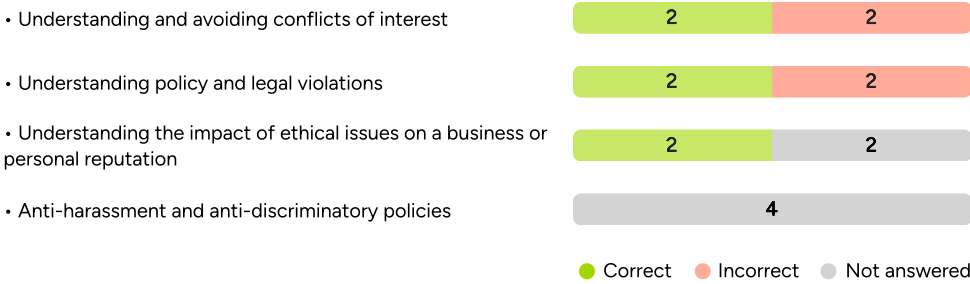 • Understanding and avoiding conflicts of interest
2 2
• Understanding policy and legal violations
2 2
• Understanding the impact of ethical issues on a business or
personal reputation
2 2
• Anti-harassment and anti-discriminatory policies
4
Correct Incorrect Not answered